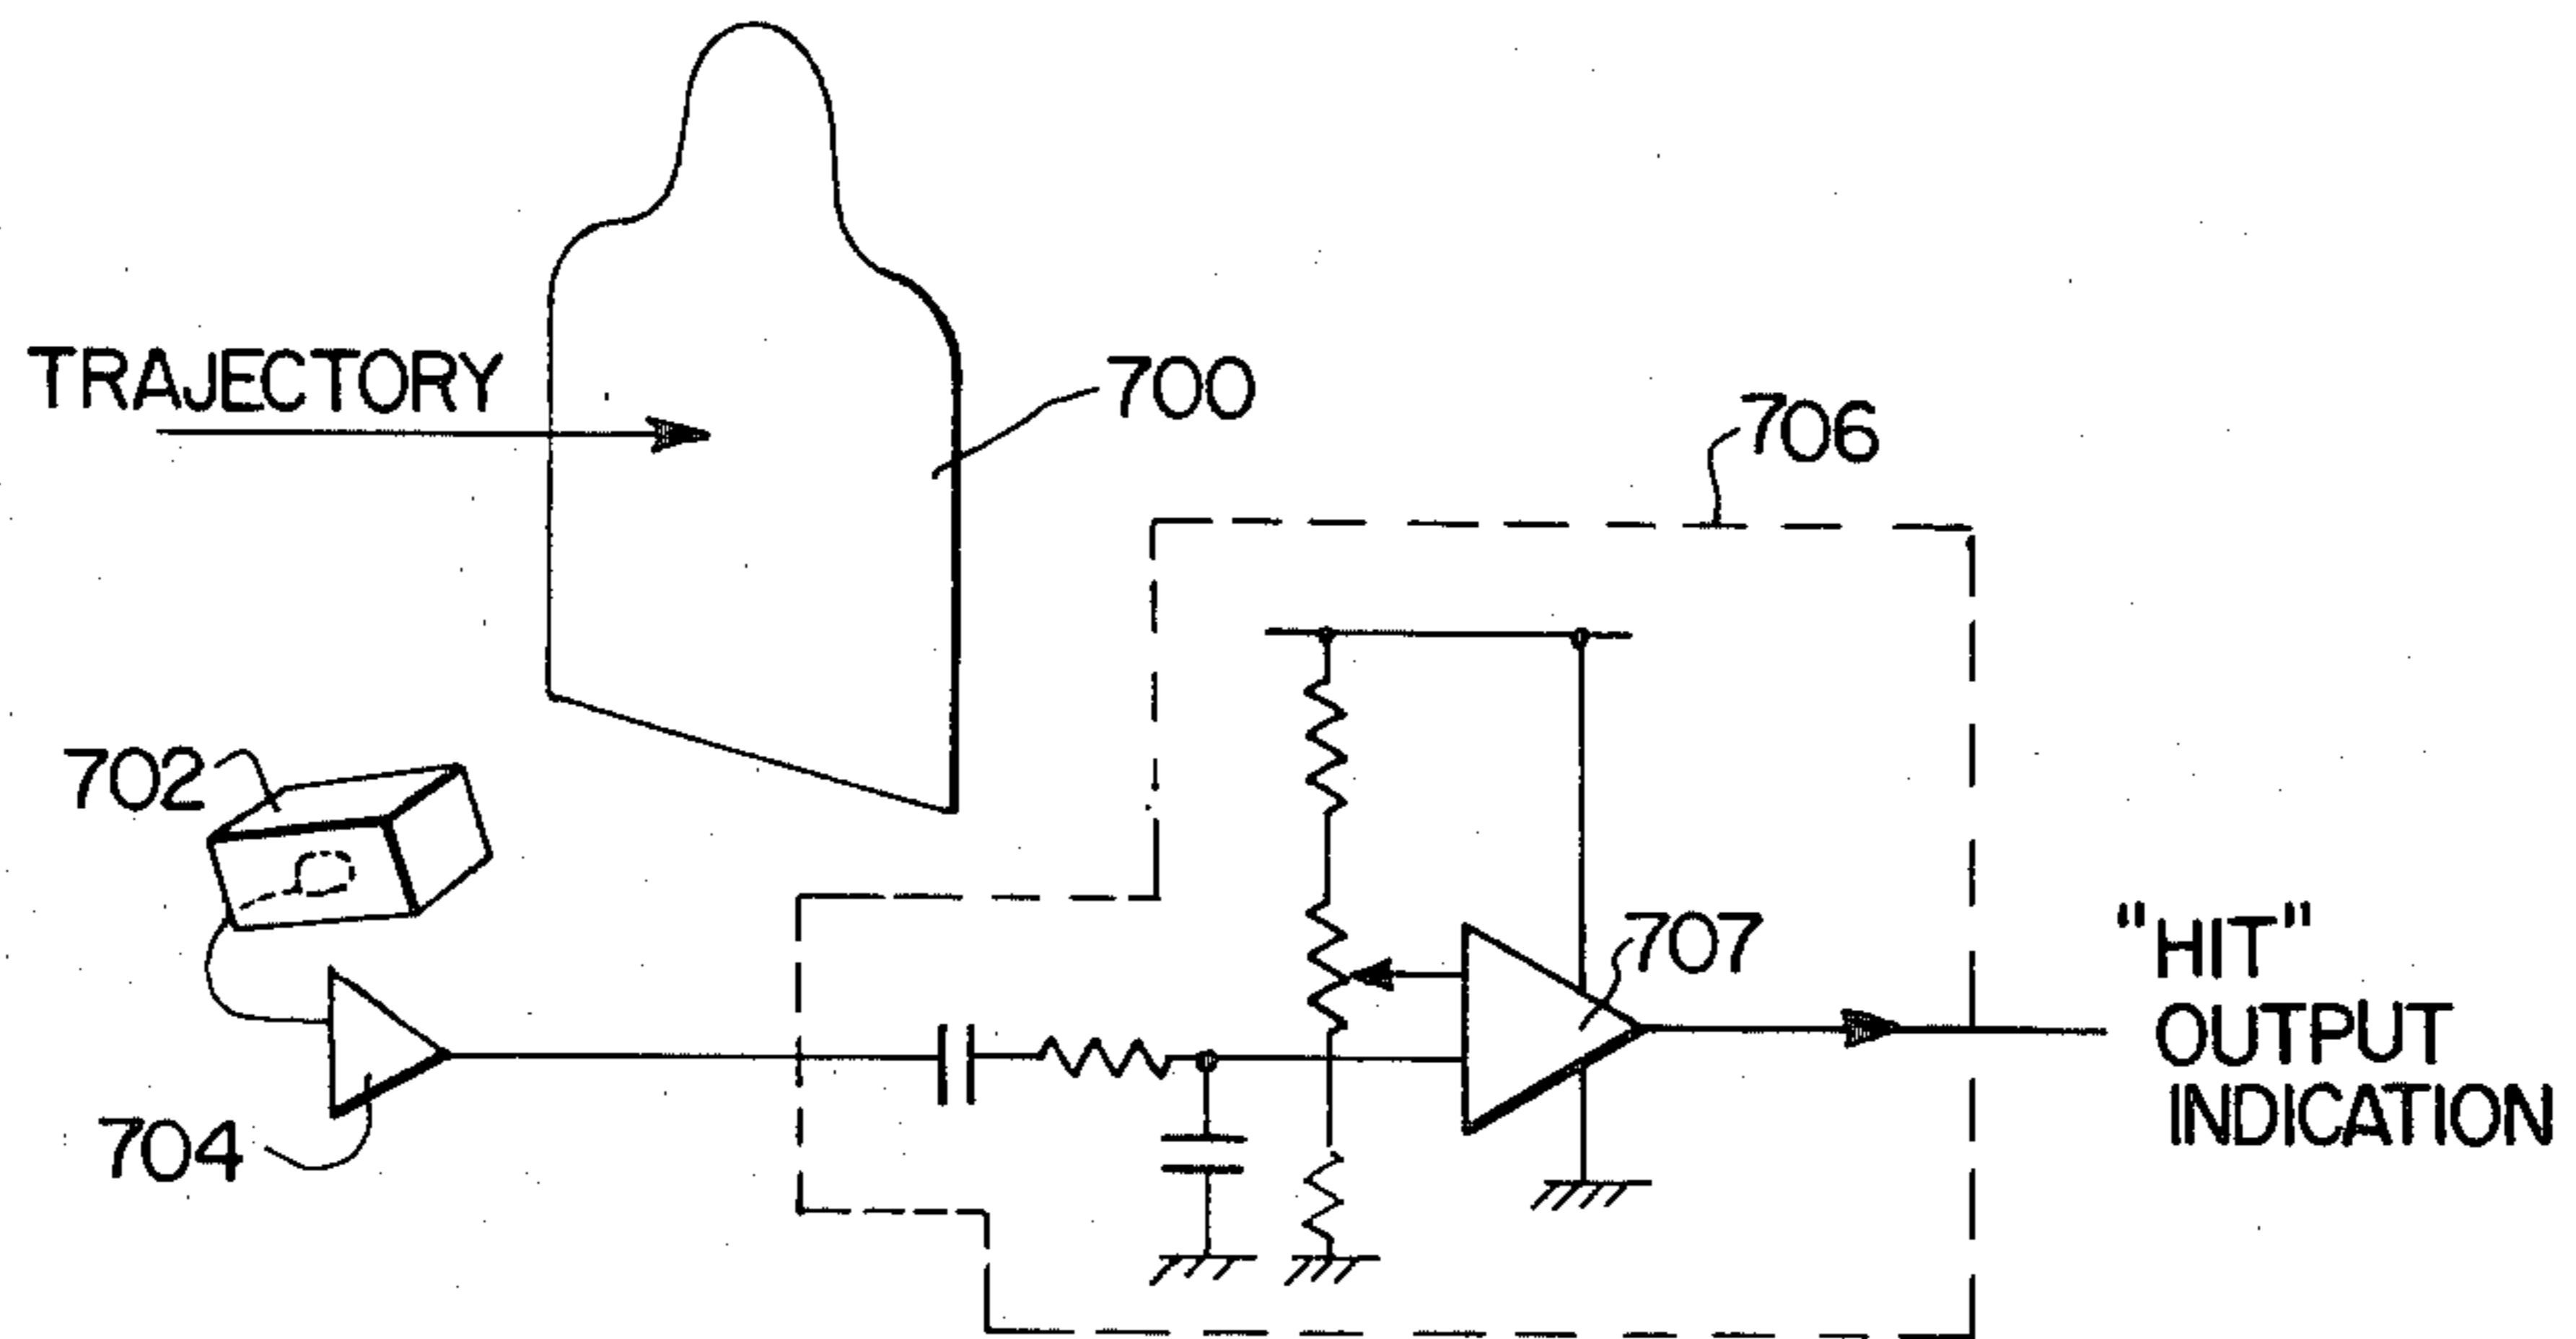 TRAJECTORY
700
706
702
707
"HIT"
OUTPUT
INDICATION
704